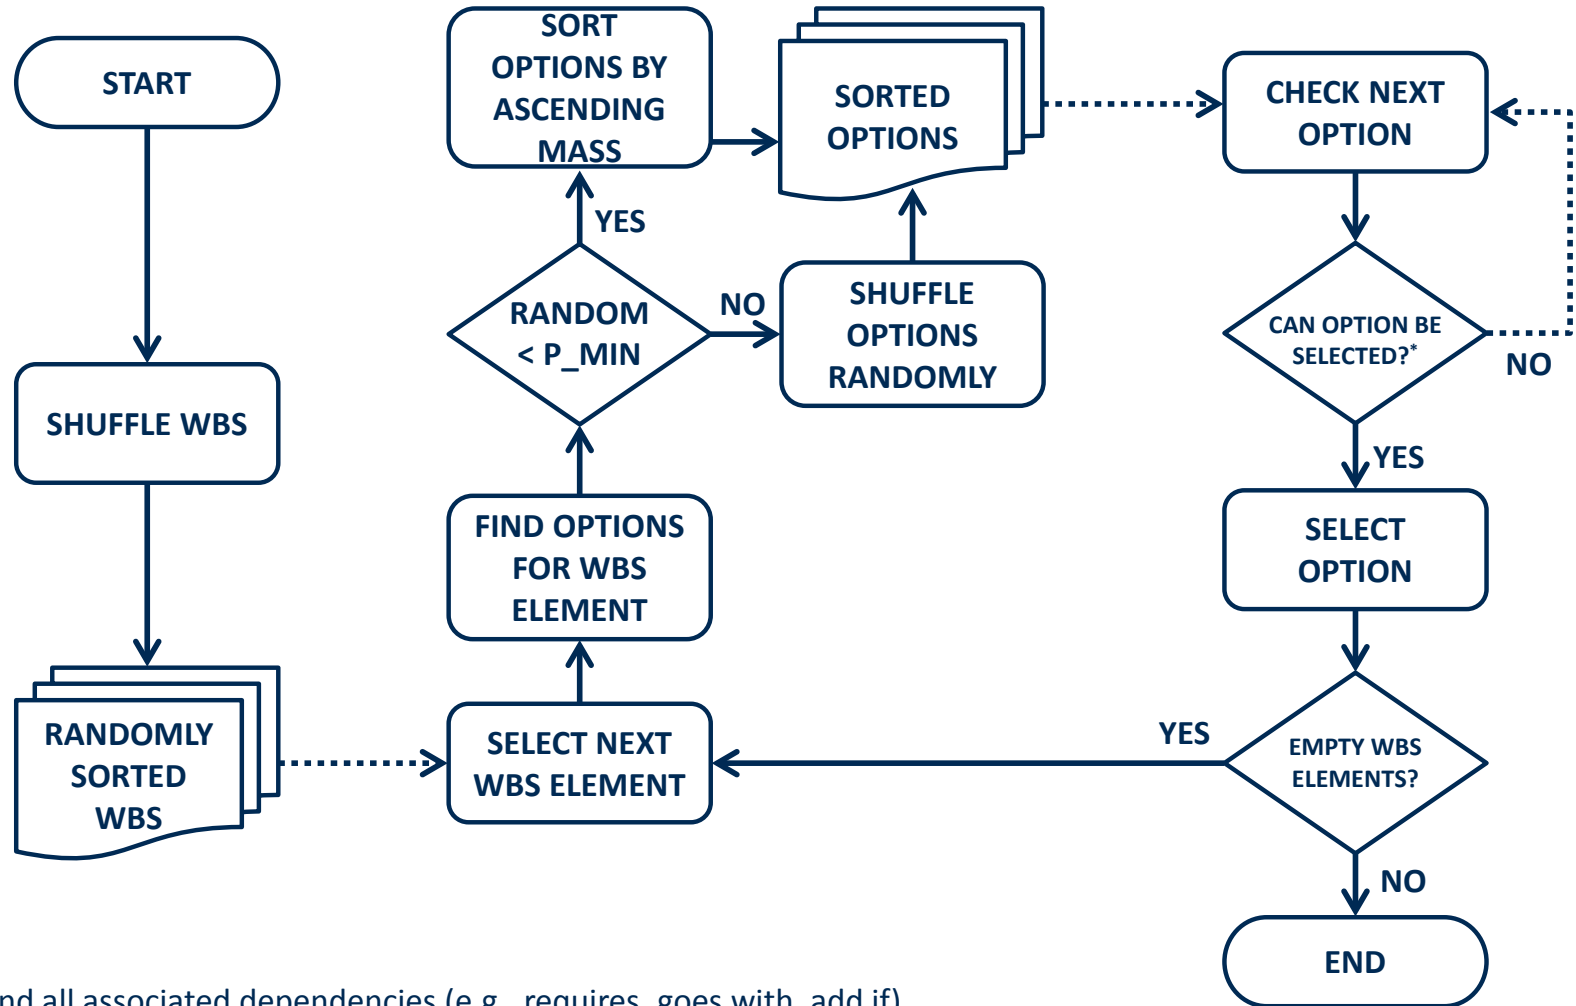 START
SHUFFLE WBS
RANDOMLY
SORTED
WBS
SELECT NEXT
WBS ELEMENT
FIND OPTIONS
FOR WBS
ELEMENT
RANDOM
< P_MIN
YES
NO
SORT
OPTIONS BY
ASCENDING
MASS
SHUFFLE
OPTIONS
RANDOMLY
SORTED
OPTIONS
CHECK NEXT
OPTION
CAN OPTION BE
SELECTED?*
NO
YES
SELECT
OPTION
EMPTY WBS
ELEMENTS?
YES
NO
END
all associated dependencies (e.g., requires, goes with, add if)